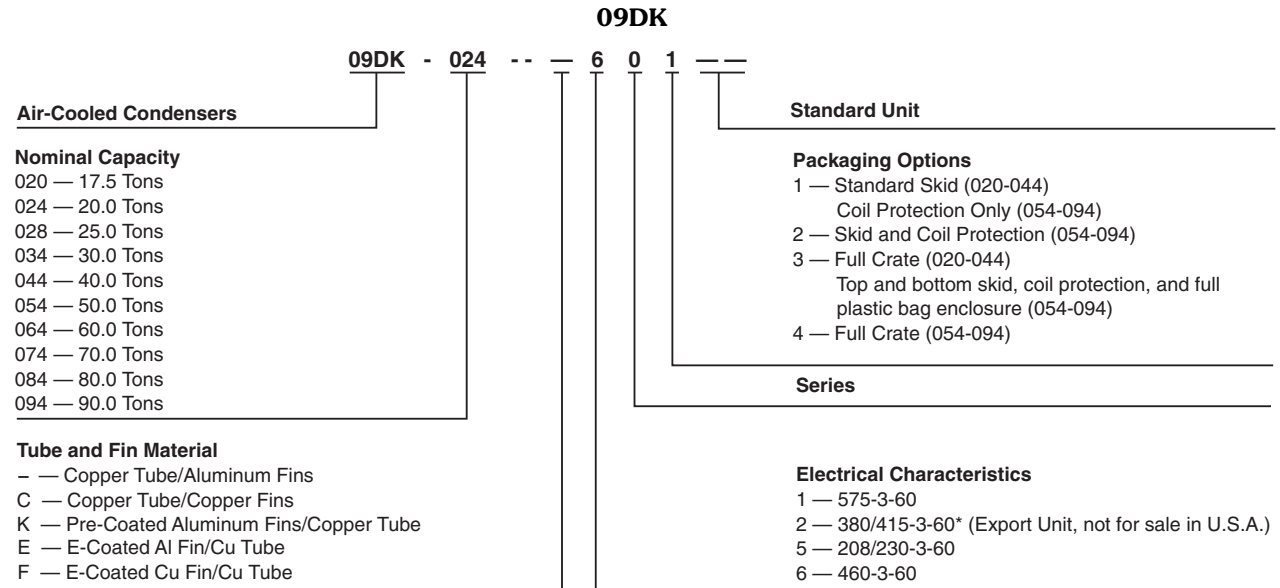 09DK
09DK - 024 - - — 6 0 1 — —
Air-Cooled Condensers
Nominal Capacity
020 — 17.5 Tons
024 — 20.0 Tons
028 — 25.0 Tons
034 — 30.0 Tons
044 — 40.0 Tons
054 — 50.0 Tons
064 — 60.0 Tons
074 — 70.0 Tons
084 — 80.0 Tons
094 — 90.0 Tons
Tube and Fin Material
– — Copper Tube/Aluminum Fins
C — Copper Tube/Copper Fins
K — Pre-Coated Aluminum Fins/Copper Tube
E — E-Coated Al Fin/Cu Tube
F — E-Coated Cu Fin/Cu Tube
Standard Unit
Packaging Options
1 — Standard Skid (020-044)
Coil Protection Only (054-094)
2 — Skid and Coil Protection (054-094)
3 — Full Crate (020-044)
Top and bottom skid, coil protection, and full
plastic bag enclosure (054-094)
4 — Full Crate (054-094)
Series
Electrical Characteristics
1 — 575-3-60
2 — 380/415-3-60* (Export Unit, not for sale in U.S.A.)
5 — 208/230-3-60
6 — 460-3-60